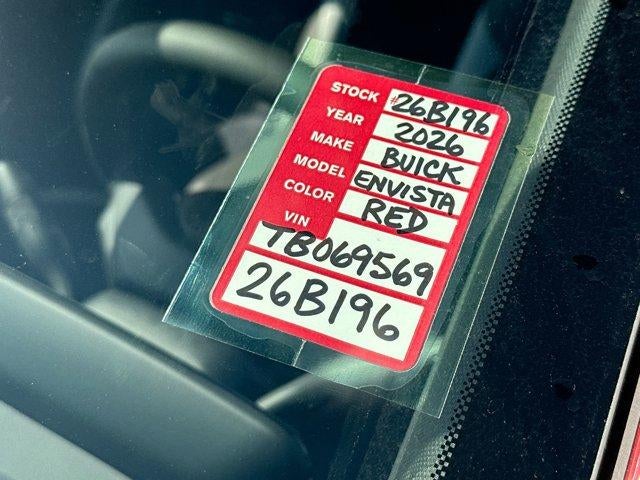 STOCK #26B196
YEAR 2026
MAKE BUICK
MODEL ENVISTA
COLOR RED
VIN
TB069569
26B196